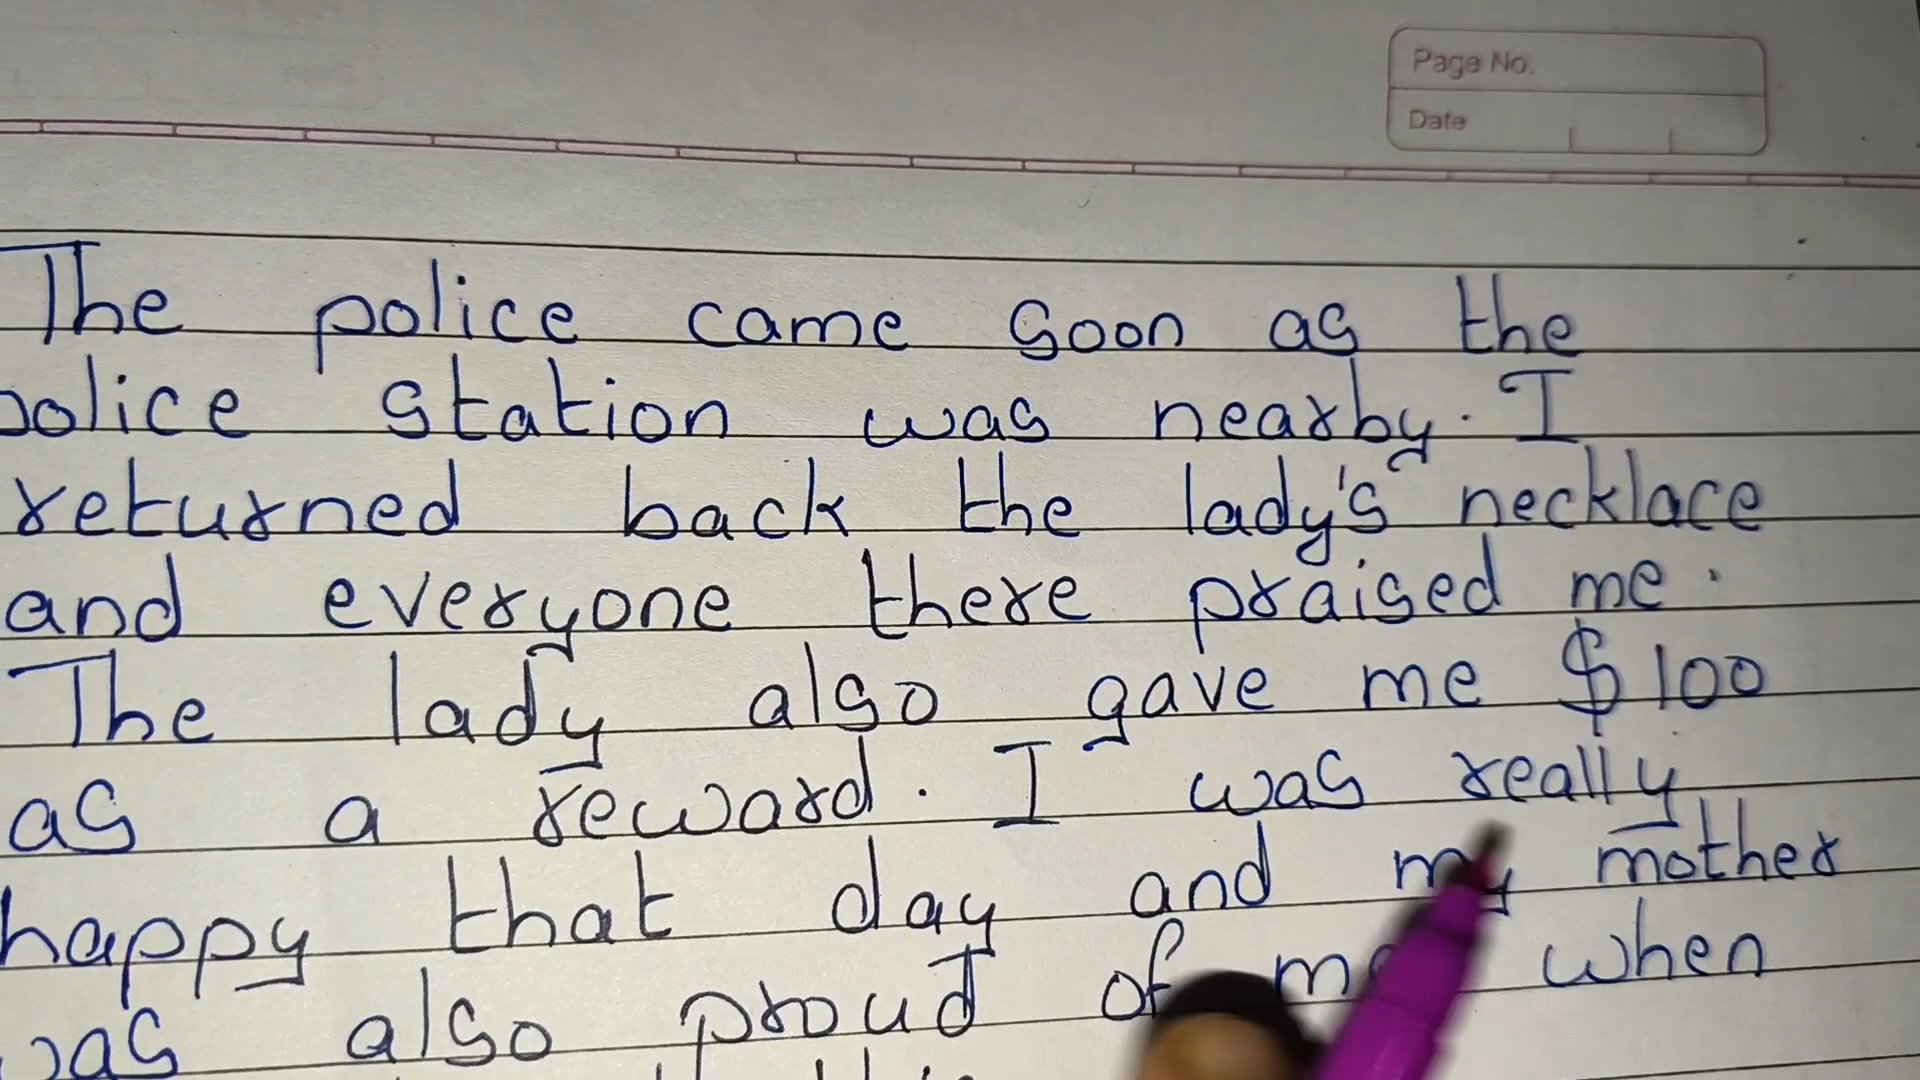 Page No.
Date
The police came soon as the
police station was nearby. I
returned back the lady's necklace
and everyone there praised me.
The lady also gave me $100
as a reward. I was really
happy that day and my mother
was also proud of me when